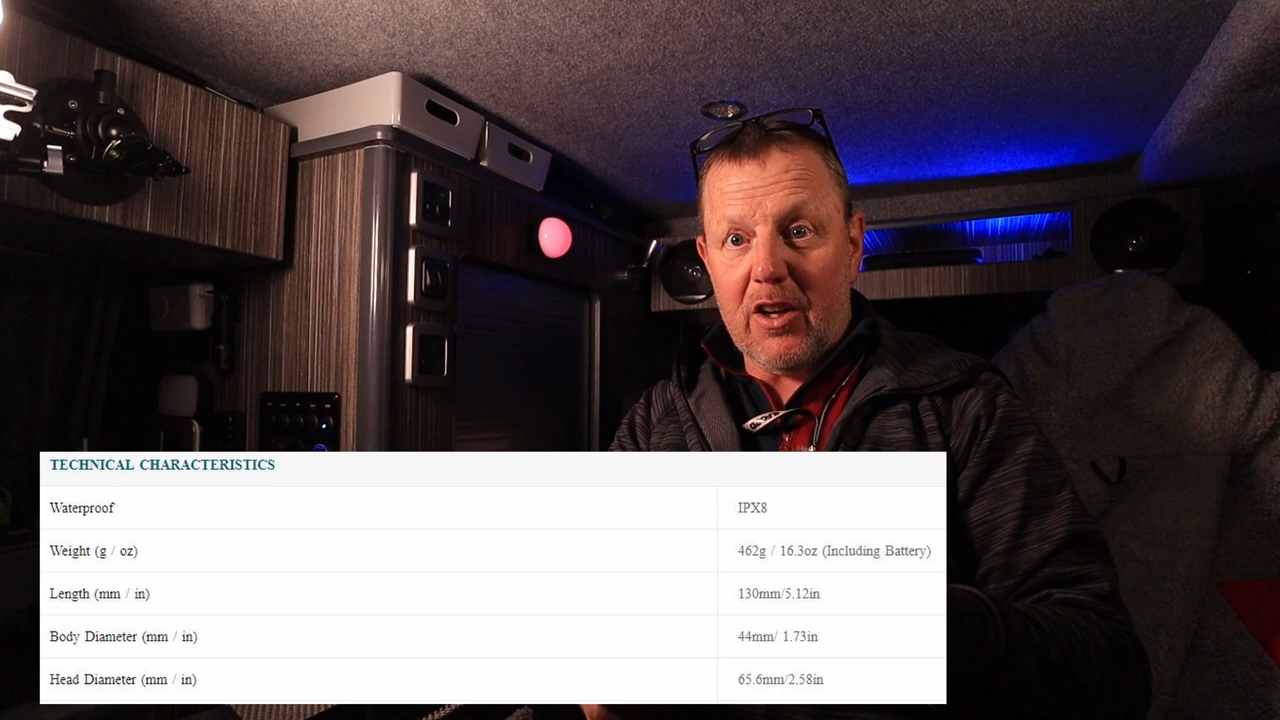 TECHNICAL CHARACTERISTICS
Waterproof IPX8
Weight (g / oz) 462g / 16.3oz (Including Battery)
Length (mm / in) 130mm/5.12in
Body Diameter (mm / in) 44mm/ 1.73in
Head Diameter (mm / in) 65.6mm/2.58in